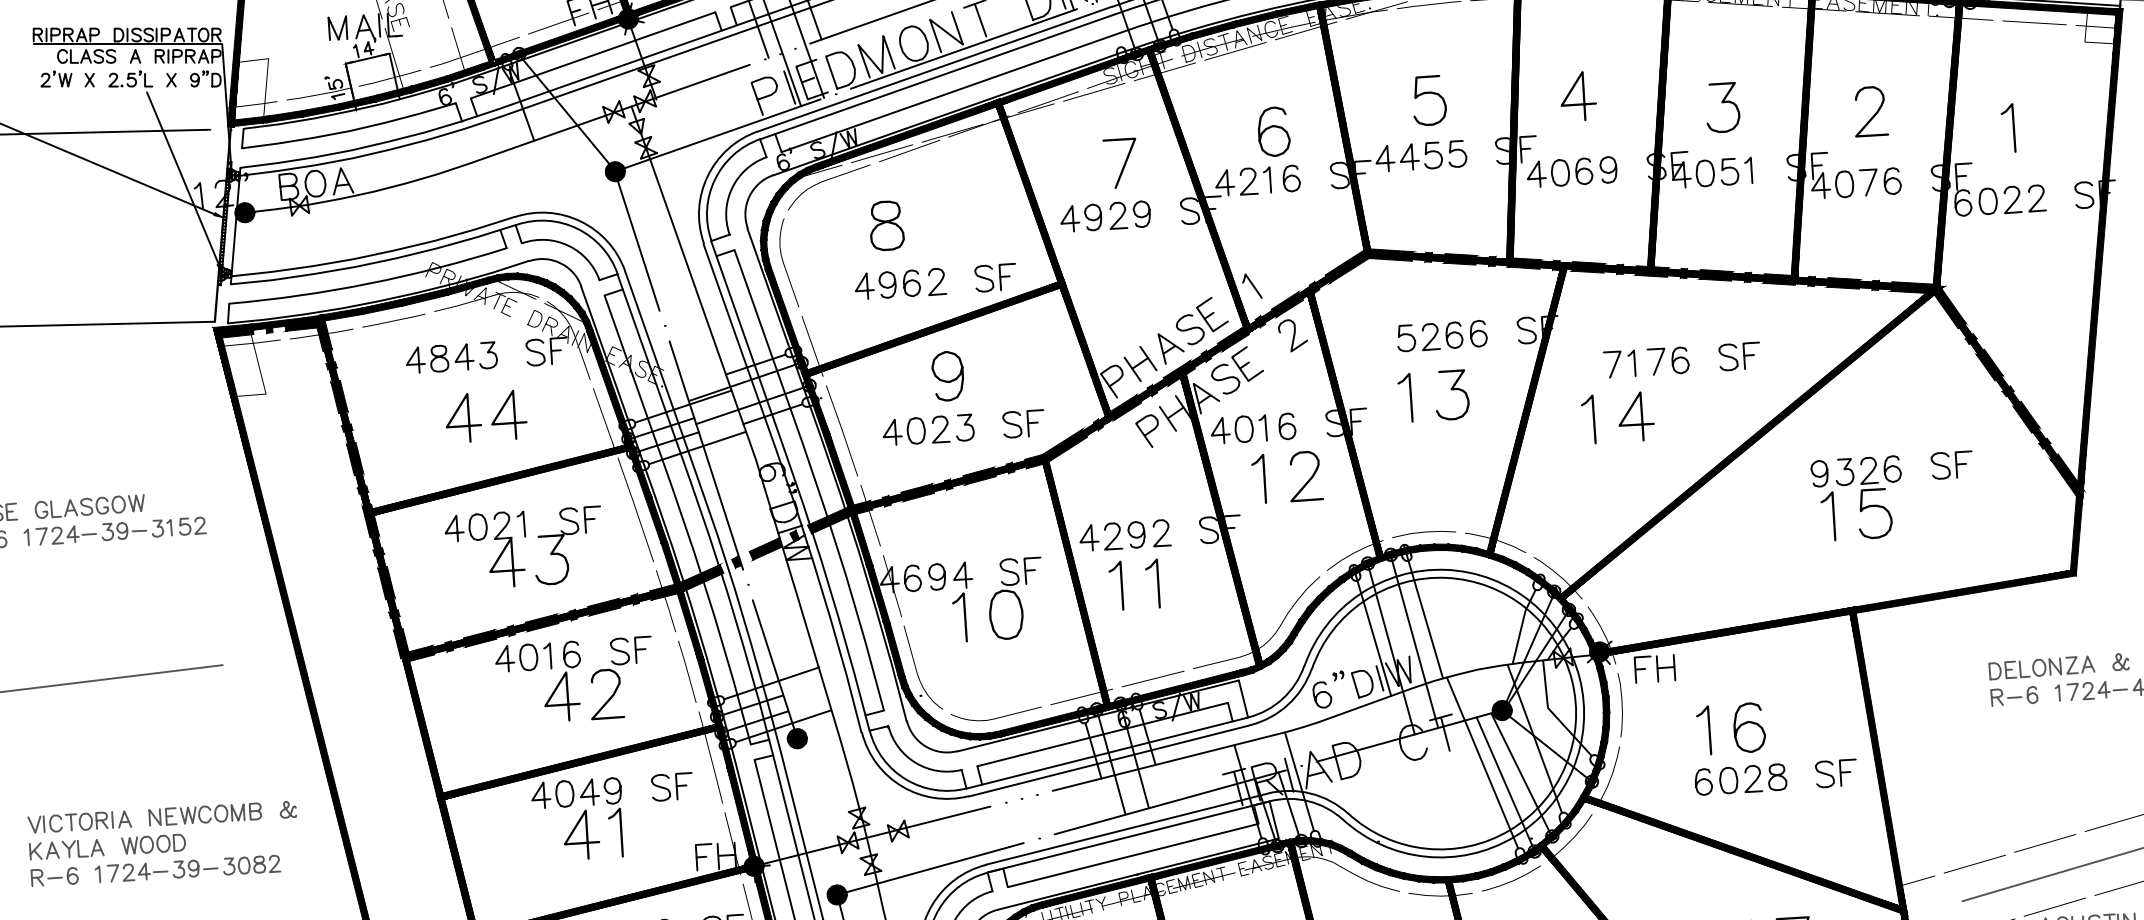 RIPRAP DISSIPATOR
CLASS A RIPRAP
2'W X 2.5'L X 9"D
MAIL
14'
15'
FH
6' S/W
PIEDMONT DR.
SIGHT DISTANCE EASE.
EASEMENT.
12"
BOA
6' S/W
8
4962 SF
7
4929 SF
6
4216 SF
5
4455 SF
4
4069 SF
3
4051 SF
2
4076 SF
1
6022 SF
PRIVATE DRAIN EASE.
4843 SF
44
9
4023 SF
PHASE 1
PHASE 2
4016 SF
12
5266 SF
13
7176 SF
14
9326 SF
15
SE GLASGOW
6 1724-39-3152
4021 SF
43
6"DIW
4694 SF
10
4292 SF
11
4016 SF
42
6' S/W
6"DIW
FH
DELONZA &
R-6 1724-4
16
6028 SF
TRIAD CT
4049 SF
41
FH
VICTORIA NEWCOMB &
KAYLA WOOD
R-6 1724-39-3082
UTILITY PLACEMENT EASEMENT
SF